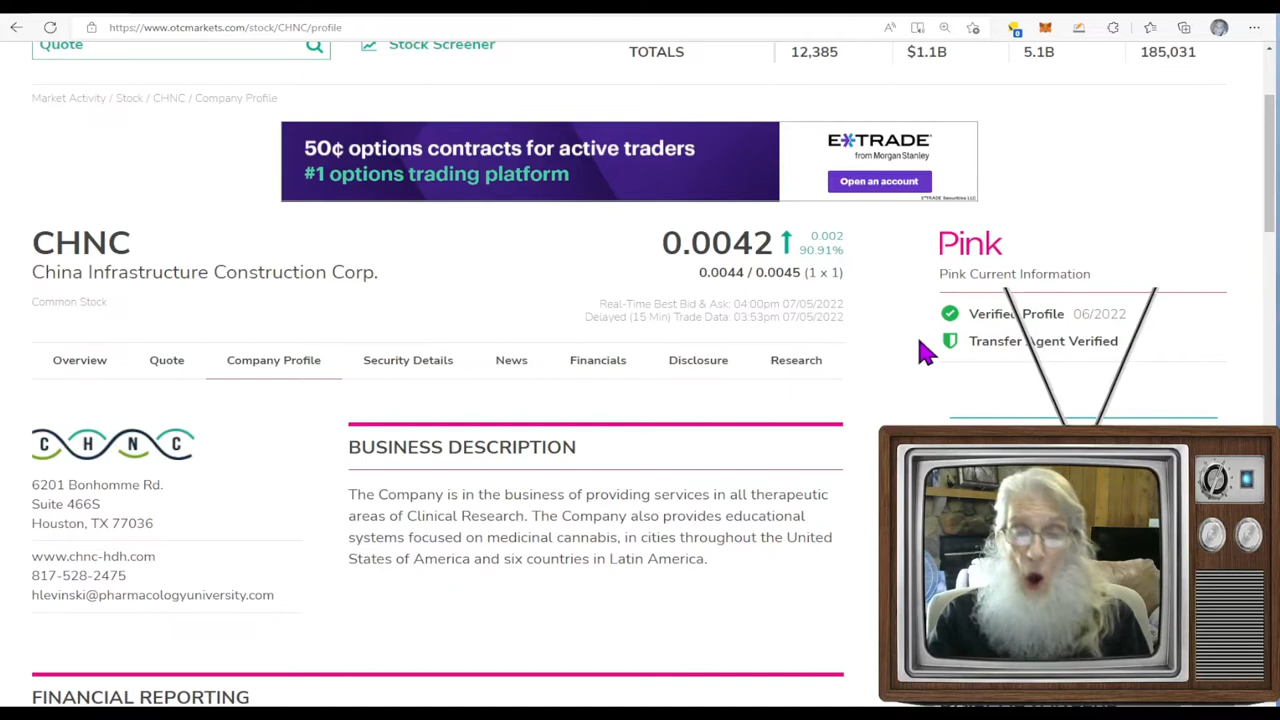 https://www.otcmarkets.com/stock/CHNC/profile
Quote
Stock Screener
TOTALS 12,385 $1.1B 5.1B 185,031
Market Activity / Stock / CHNC / Company Profile
50¢ options contracts for active traders
#1 options trading platform
E*TRADE
from Morgan Stanley
Open an account
E*TRADE Securities LLC
CHNC
China Infrastructure Construction Corp.
Common Stock
0.0042
0.002
90.91%
0.0044 / 0.0045 (1 x 1)
Real-Time Best Bid & Ask: 04:00pm 07/05/2022
Delayed (15 Min) Trade Data: 03:53pm 07/05/2022
Pink
Pink Current Information
Verified Profile 06/2022
Transfer Agent Verified
Overview Quote Company Profile Security Details News Financials Disclosure Research
C H N C
6201 Bonhomme Rd.
Suite 466S
Houston, TX 77036
www.chnc-hdh.com
817-528-2475
hlevinski@pharmacologyuniversity.com
BUSINESS DESCRIPTION
The Company is in the business of providing services in all therapeutic
areas of Clinical Research. The Company also provides educational
systems focused on medicinal cannabis, in cities throughout the United
States of America and six countries in Latin America.
FINANCIAL REPORTING